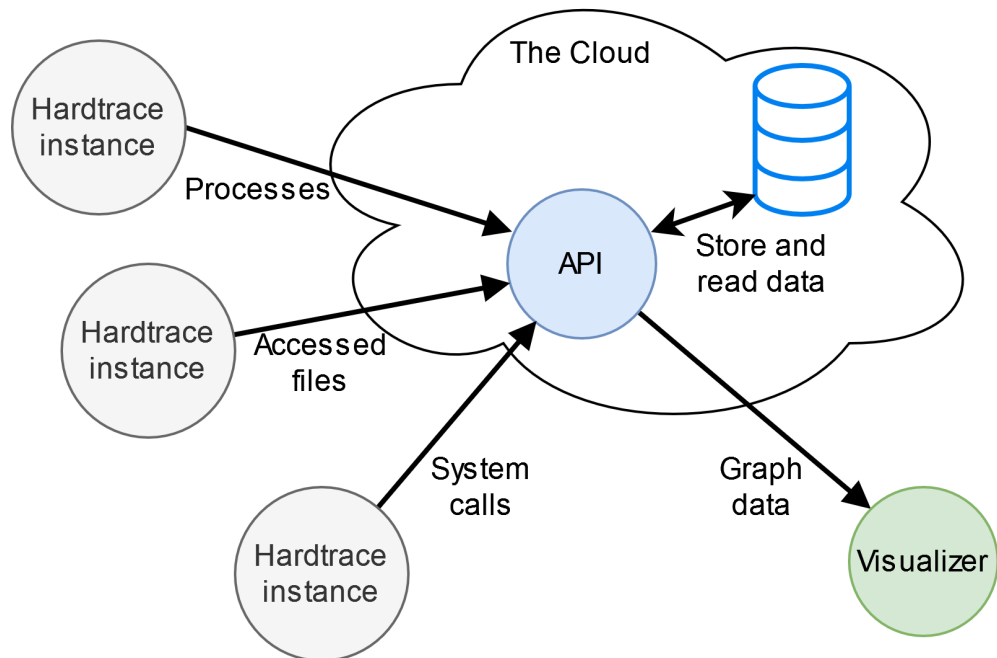 The Cloud
Hardtrace
instance
Processes
API
Store and
read data
Hardtrace
instance
Accessed
files
System
calls
Graph
data
Hardtrace
instance
Visualizer